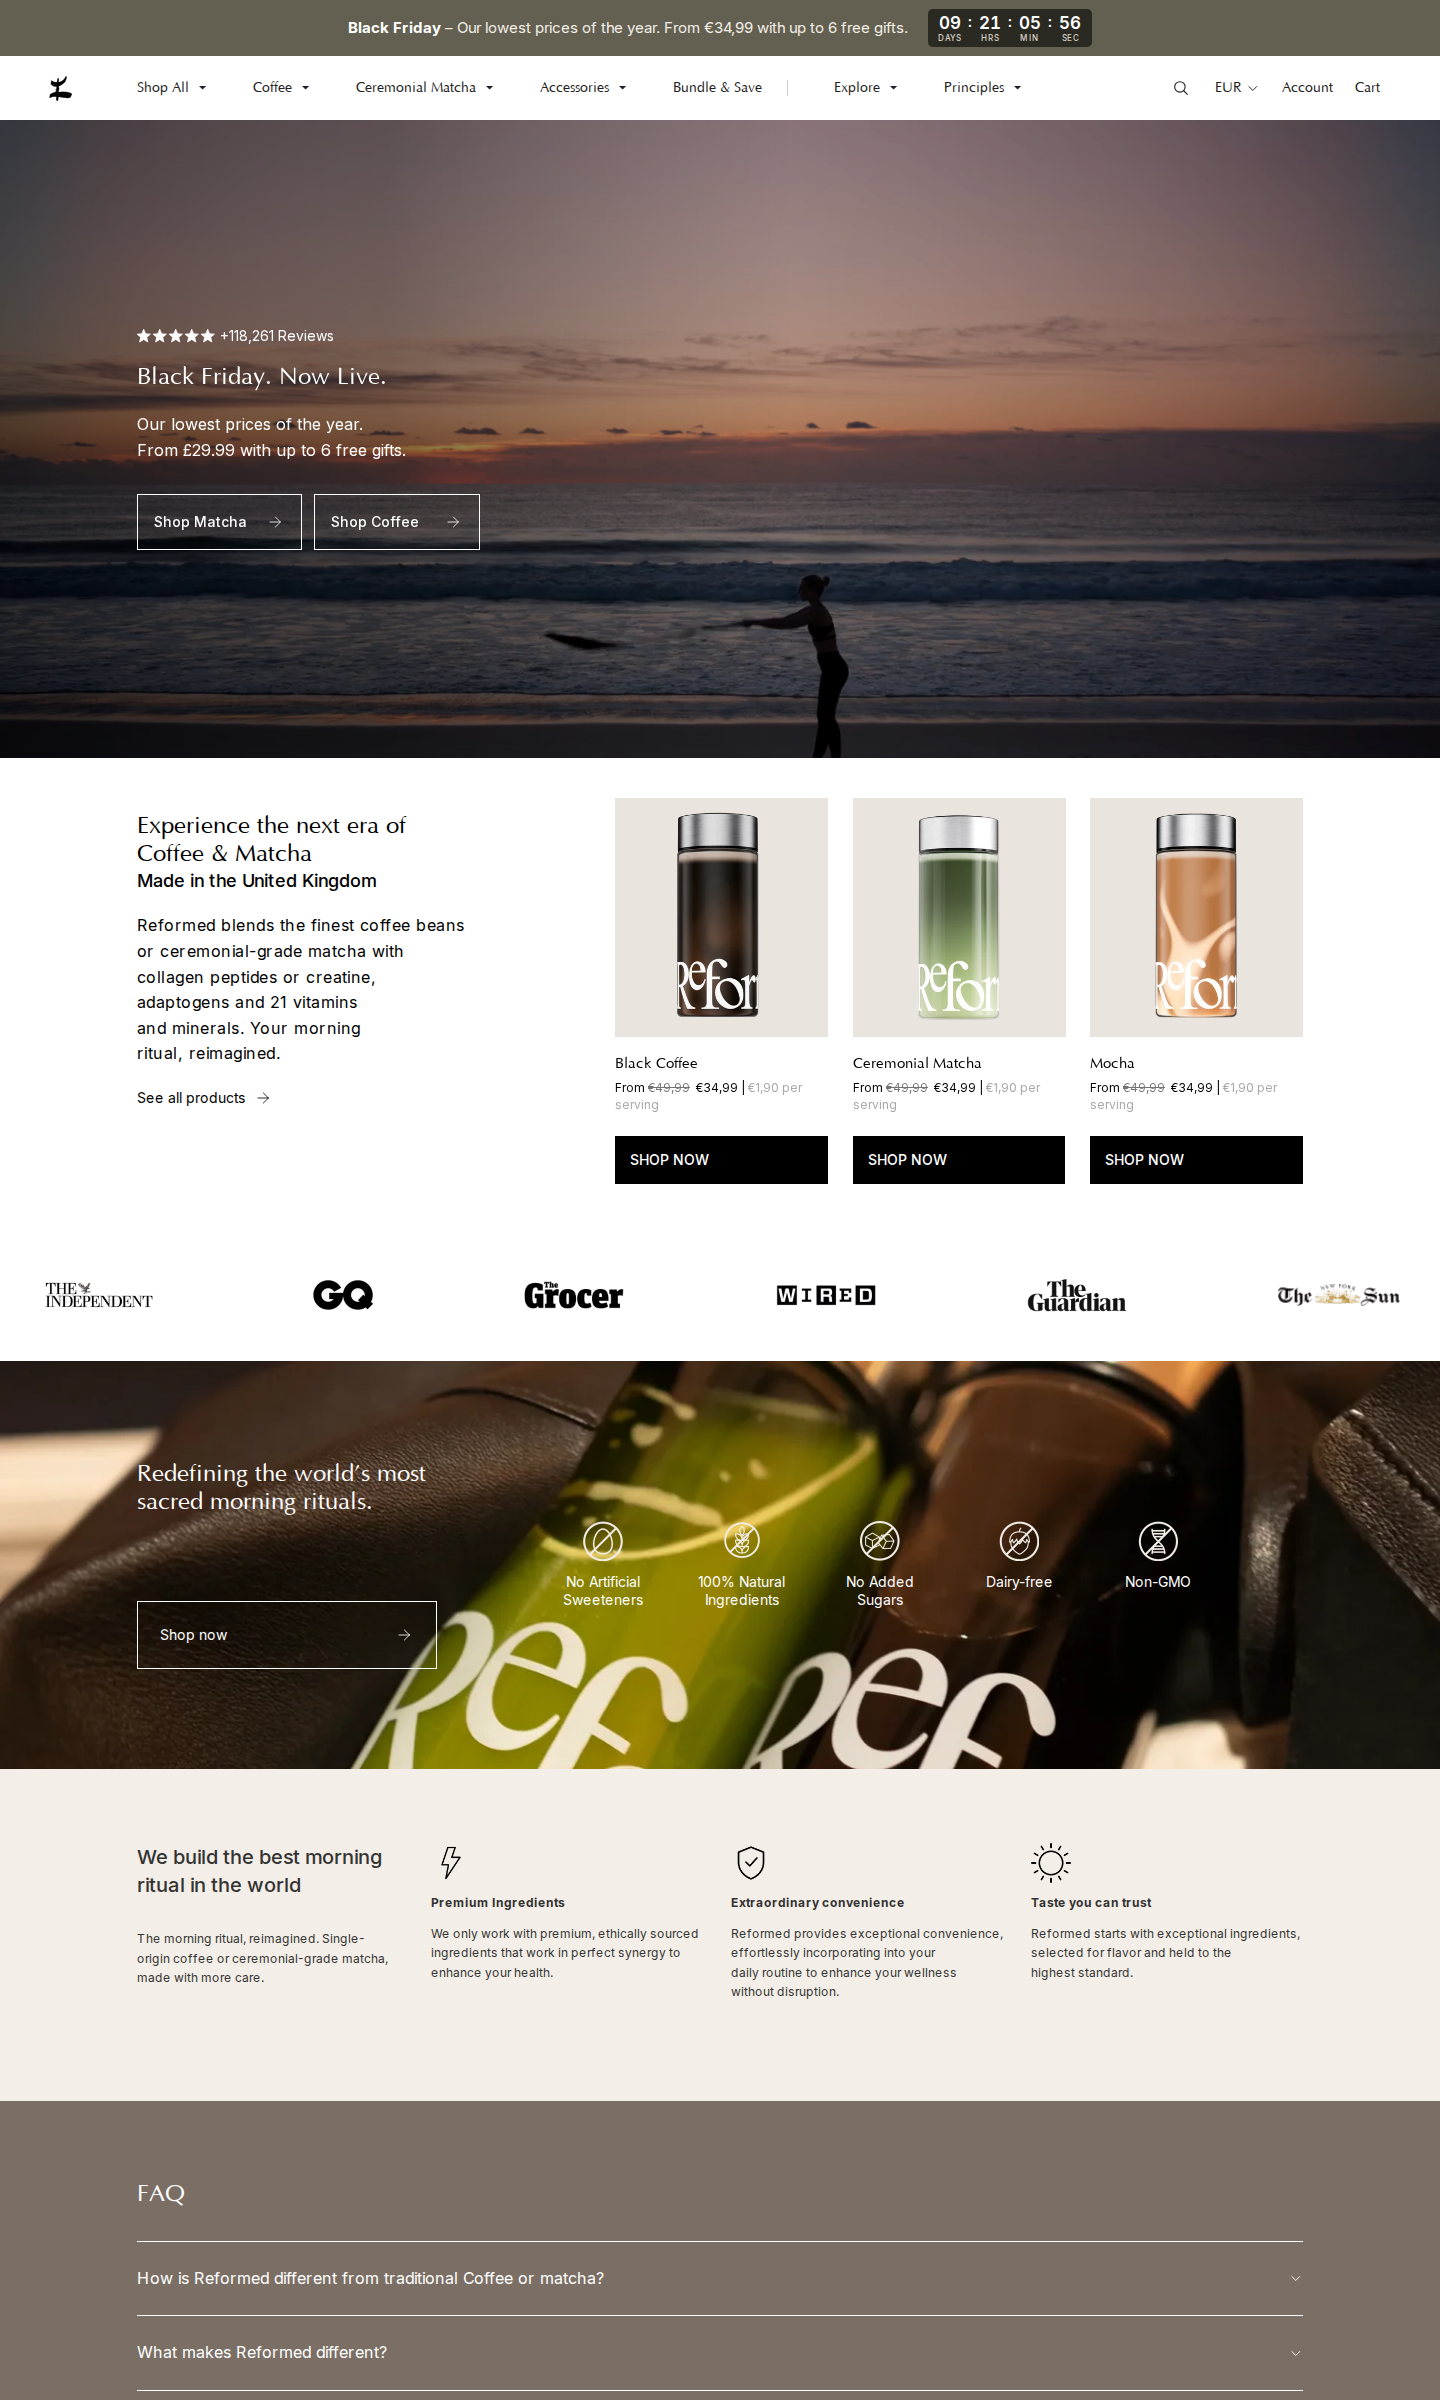 Black Friday – Our lowest prices of the year. From €34,99 with up to 6 free gifts.
09 : 21 : 05 : 56
DAYS HRS MIN SEC
Shop All Coffee Ceremonial Matcha Accessories Bundle & Save Explore Principles EUR Account Cart
+118,261 Reviews
Black Friday. Now Live.
Our lowest prices of the year.
From £29.99 with up to 6 free gifts.
Shop Matcha Shop Coffee
Experience the next era of
Coffee & Matcha
Made in the United Kingdom
Reformed blends the finest coffee beans
or ceremonial-grade matcha with
collagen peptides or creatine,
adaptogens and 21 vitamins
and minerals. Your morning
ritual, reimagined.
See all products
Refor
Black Coffee
From €49,99 €34,99 | €1,90 per
serving
SHOP NOW
Refor
Ceremonial Matcha
From €49,99 €34,99 | €1,90 per
serving
SHOP NOW
Refor
Mocha
From €49,99 €34,99 | €1,90 per
serving
SHOP NOW
THE
INDEPENDENT
GQ
The
Grocer
WIRED
The
Guardian
NEW YORK
The Sun
Redefining the world’s most
sacred morning rituals.
Shop now
No Artificial
Sweeteners
100% Natural
Ingredients
No Added
Sugars
Dairy-free
Non-GMO
Ref
Ref
We build the best morning
ritual in the world
The morning ritual, reimagined. Single-
origin coffee or ceremonial-grade matcha,
made with more care.
Premium Ingredients
We only work with premium, ethically sourced
ingredients that work in perfect synergy to
enhance your health.
Extraordinary convenience
Reformed provides exceptional convenience,
effortlessly incorporating into your
daily routine to enhance your wellness
without disruption.
Taste you can trust
Reformed starts with exceptional ingredients,
selected for flavor and held to the
highest standard.
FAQ
How is Reformed different from traditional Coffee or matcha?
What makes Reformed different?